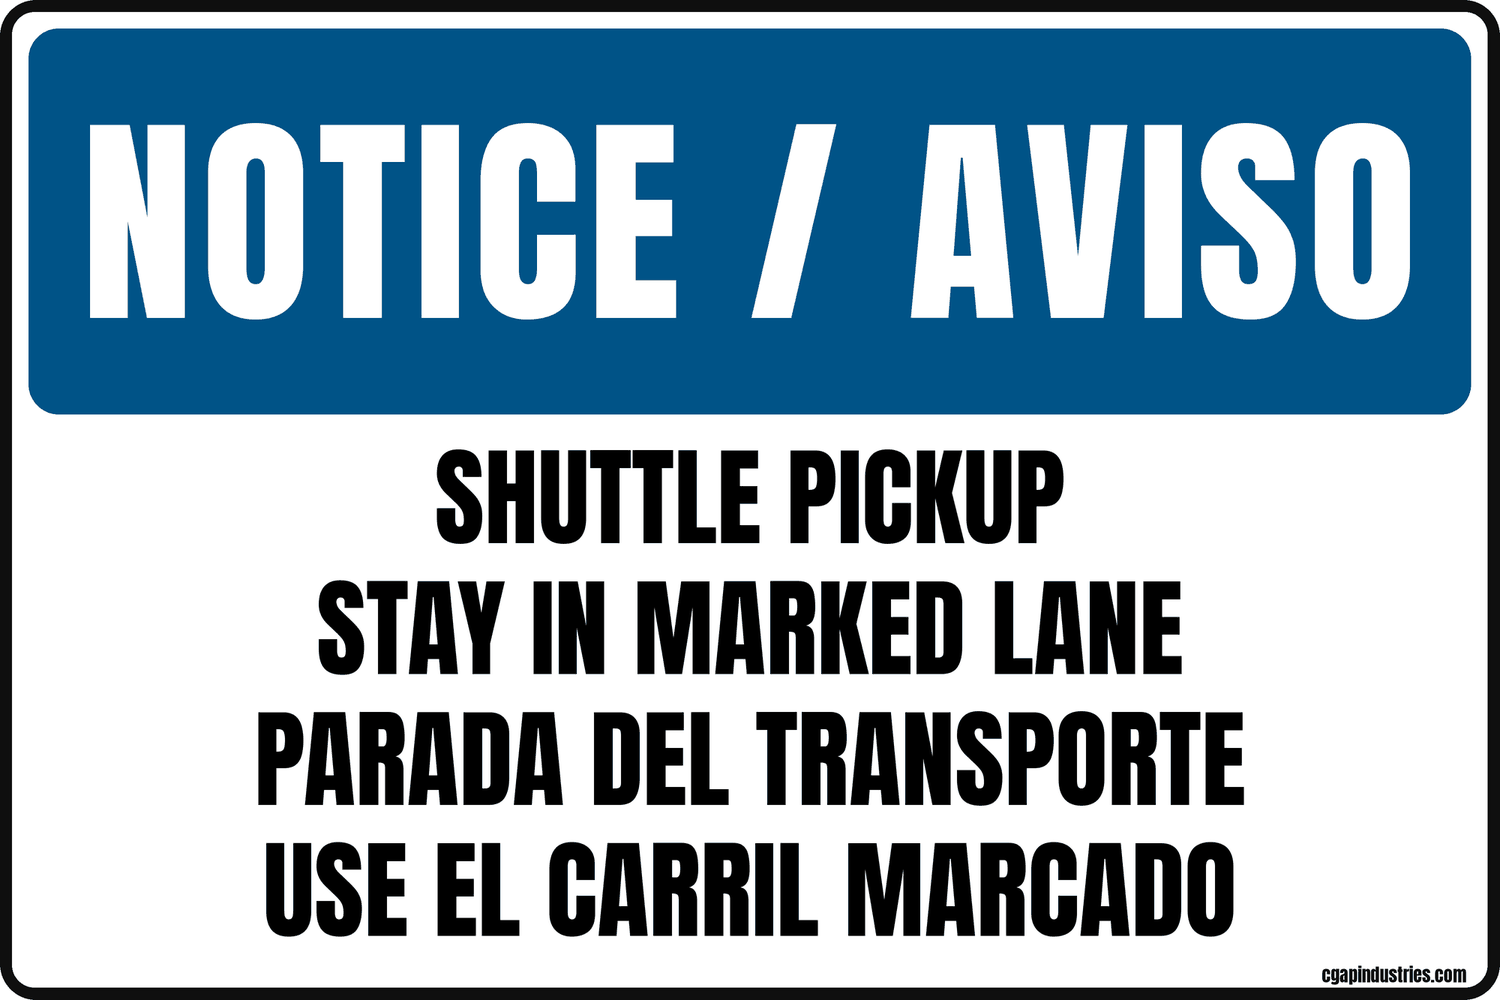 NOTICE / AVISO
SHUTTLE PICKUP
STAY IN MARKED LANE
PARADA DEL TRANSPORTE
USE EL CARRIL MARCADO
cgapindustries.com